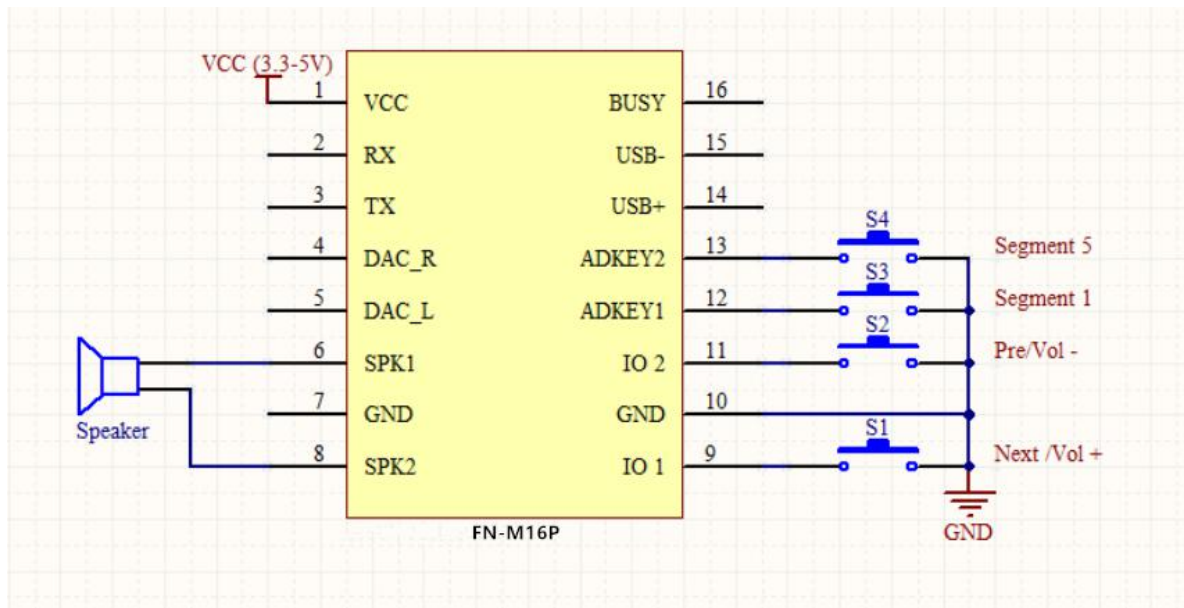 VCC (3.3-5V)
1 VCC BUSY 16
2 RX USB- 15
3 TX USB+ 14
S4
4 DAC_R ADKEY2 13 Segment 5
S3
5 DAC_L ADKEY1 12 Segment 1
S2
6 SPK1 IO 2 11 Pre/Vol -
7 GND GND 10
Speaker
S1
8 SPK2 IO 1 9 Next /Vol +
FN-M16P
GND